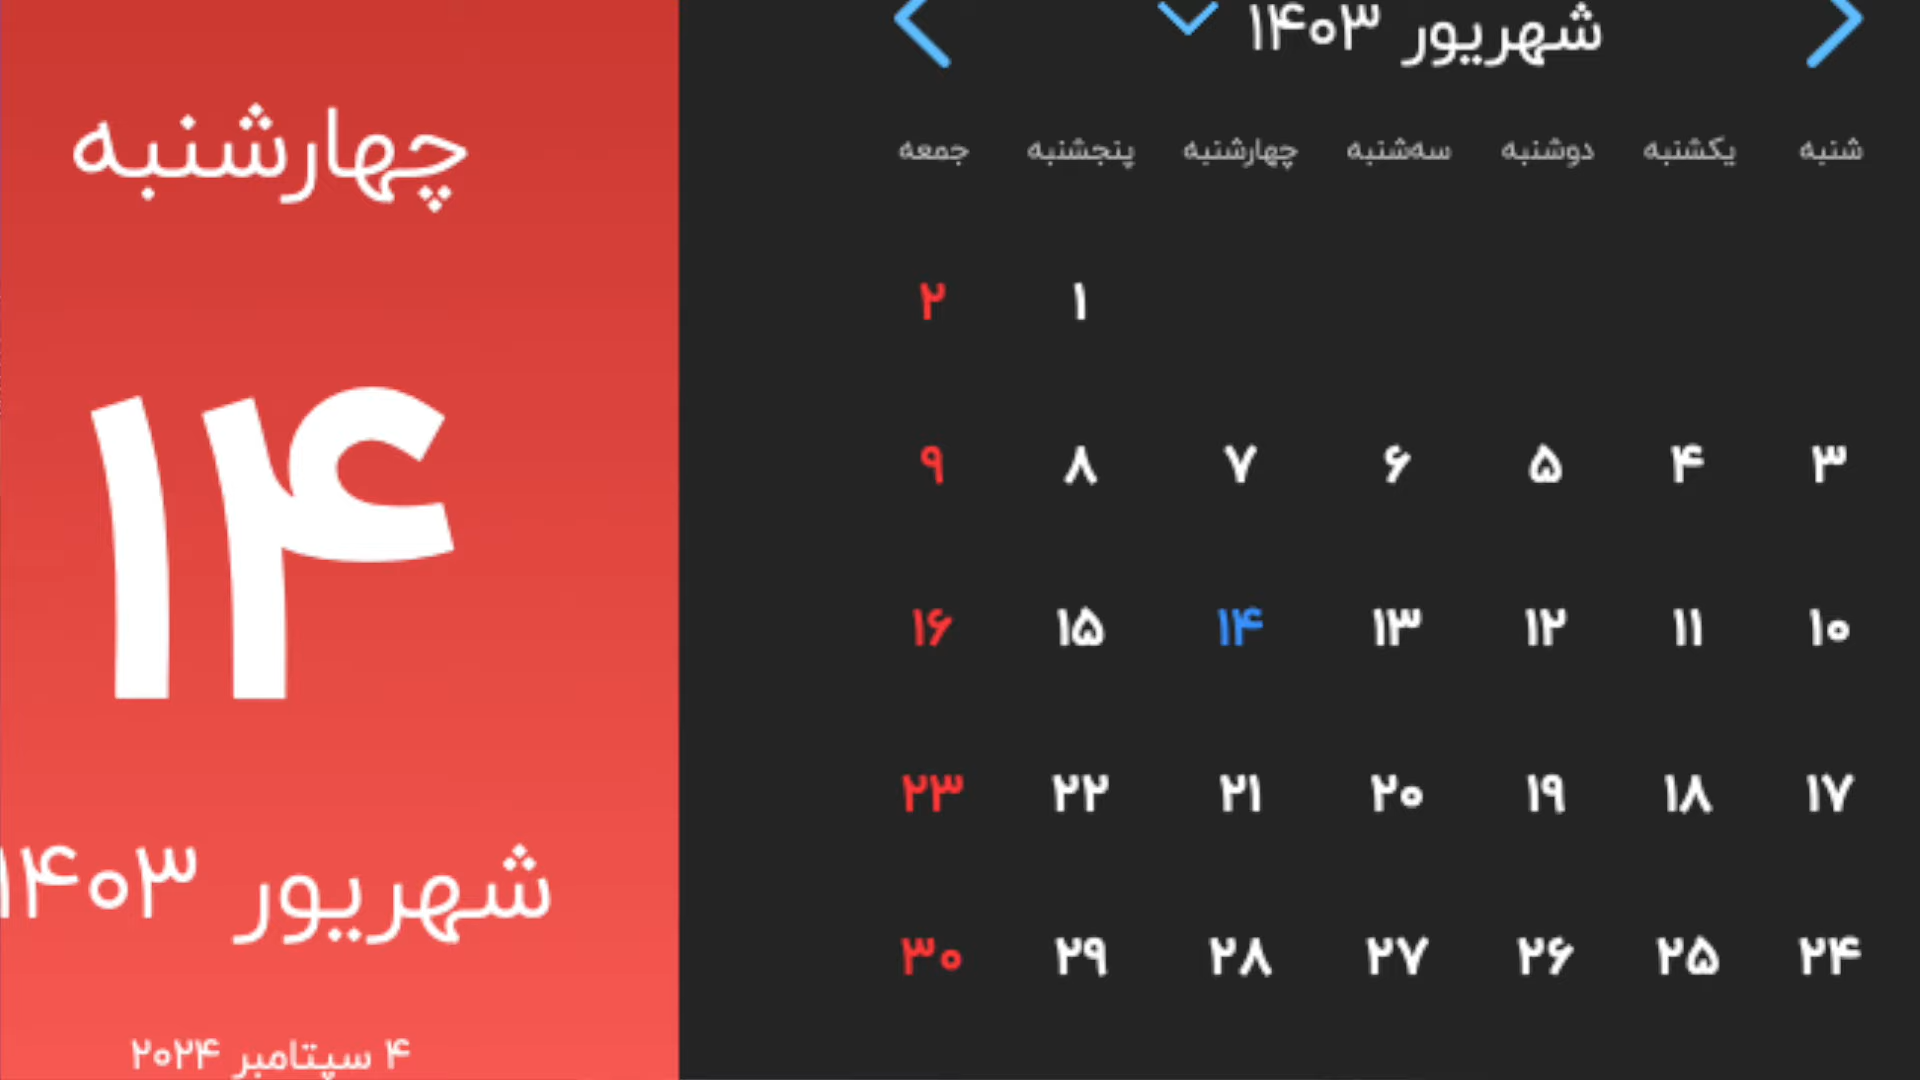 چهارشنبه
۱۴
شهریور ۱۴۰۳
۴ سپتامبر ۲۰۲۴
شهریور ۱۴۰۳
شنبه یکشنبه دوشنبه سه‌شنبه چهارشنبه پنجشنبه جمعه
۱ ۲
۳ ۴ ۵ ۶ ۷ ۸ ۹
۱۰ ۱۱ ۱۲ ۱۳ ۱۴ ۱۵ ۱۶
۱۷ ۱۸ ۱۹ ۲۰ ۲۱ ۲۲ ۲۳
۲۴ ۲۵ ۲۶ ۲۷ ۲۸ ۲۹ ۳۰